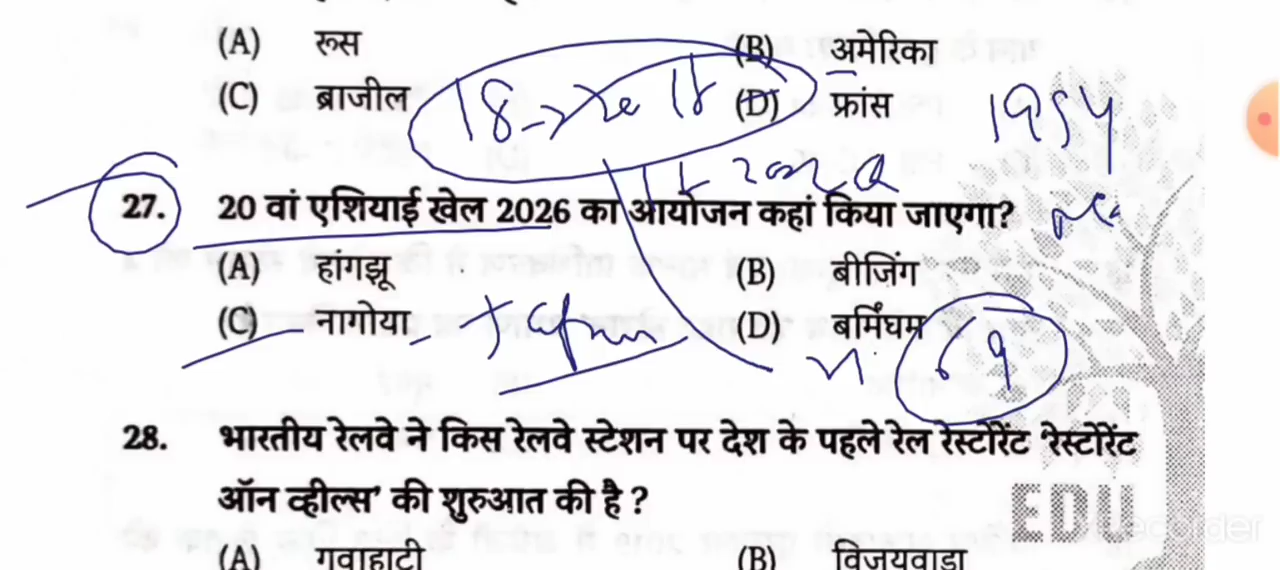 (A) रूस (B) अमेरिका
(C) ब्राजील (D) फ्रांस
18 1954
27. 20 वां एशियाई खेल 2026 का आयोजन कहां किया जाएगा?
(A) हांगझू (B) बीजिंग
(C) नागोया (D) बर्मिंघम
28. भारतीय रेलवे ने किस रेलवे स्टेशन पर देश के पहले रेल रेस्टोरेंट 'रेस्टोरेंट
ऑन व्हील्स' की शुरुआत की है ?
EDU
(A) गुवाहाटी (B) विजयवाड़ा